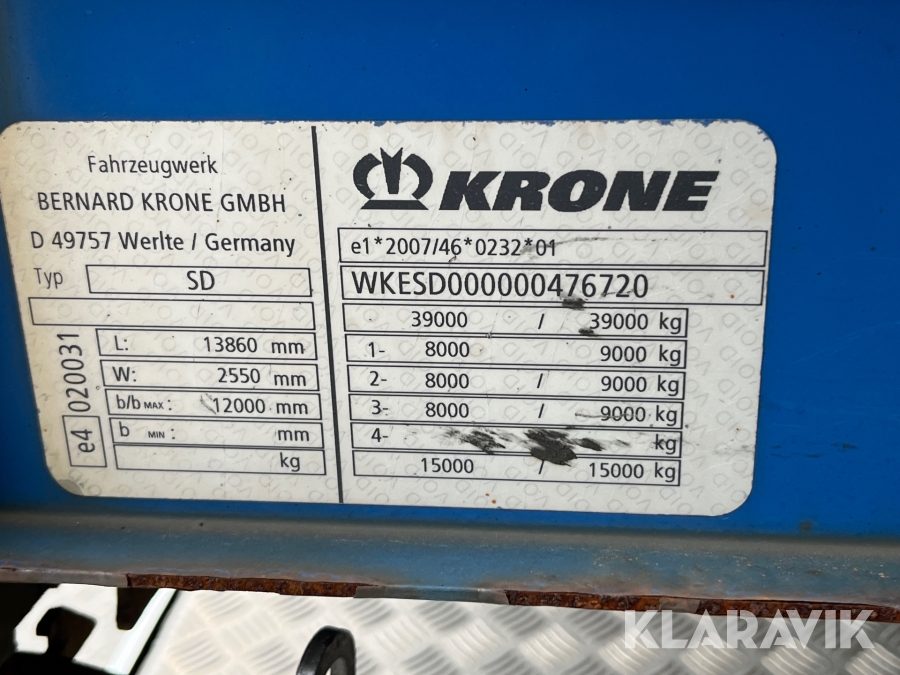 Fahrzeugwerk
BERNARD KRONE GMBH
D 49757 Werlte / Germany
Typ SD
e4 020031
L: 13860 mm
W: 2550 mm
b/b MAX : 12000 mm
b MIN : mm
kg
KRONE
e1*2007/46*0232*01
WKESD000000476720
39000 / 39000 kg
1- 8000 9000 kg
2- 8000 / 9000 kg
3- 8000 / 9000 kg
4- kg
15000 / 15000 kg
KLARAVIK